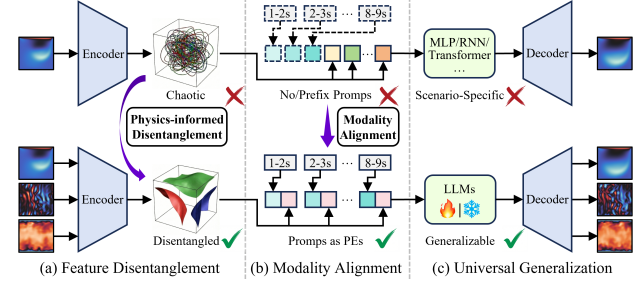 1-2s 2-3s ... 8-9s
Encoder
MLP/RNN/
Transformer
...
Decoder
Chaotic
No/Prefix Promps
Scenario-Specific
Physics-informed
Disentanglement
Modality
Alignment
1-2s 2-3s ... 8-9s
Encoder
LLMs
Decoder
Disentangled
Promps as PEs
Generalizable
(a) Feature Disentanglement (b) Modality Alignment (c) Universal Generalization